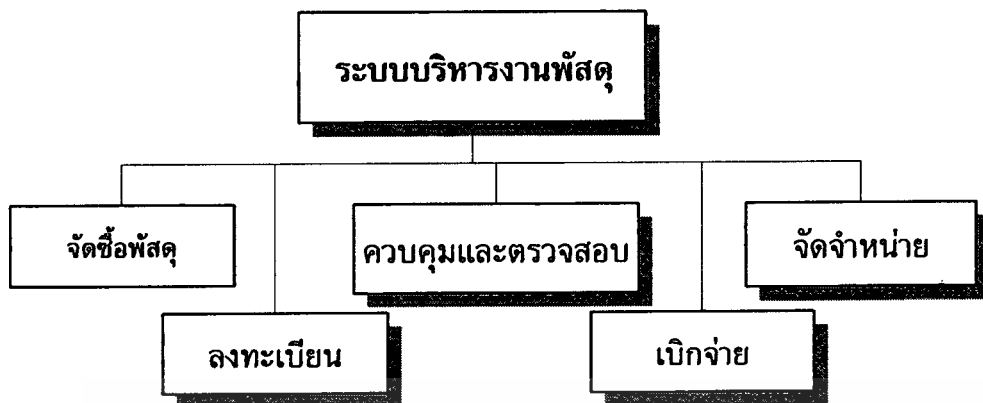 ระบบบริหารงานพัสดุ
จัดซื้อพัสดุ
ควบคุมและตรวจสอบ
จัดจำหน่าย
ลงทะเบียน
เบิกจ่าย